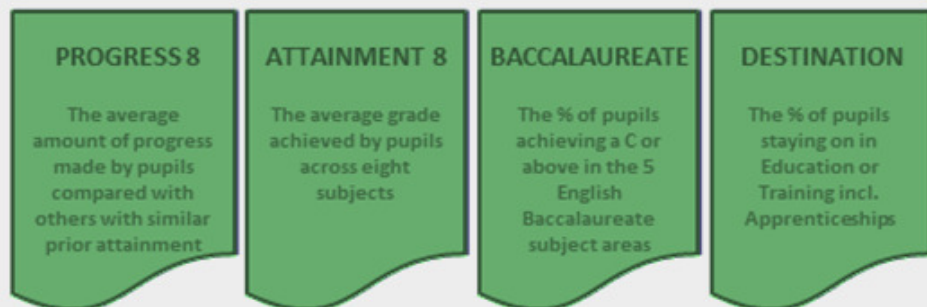 PROGRESS 8
The average
amount of progress
made by pupils
compared with
others with similar
prior attainment
ATTAINMENT 8
The average grade
achieved by pupils
across eight
subjects
BACCALAUREATE
The % of pupils
achieving a C or
above in the 5
English
Baccalaureate
subject areas
DESTINATION
The % of pupils
staying on in
Education or
Training incl.
Apprenticeships